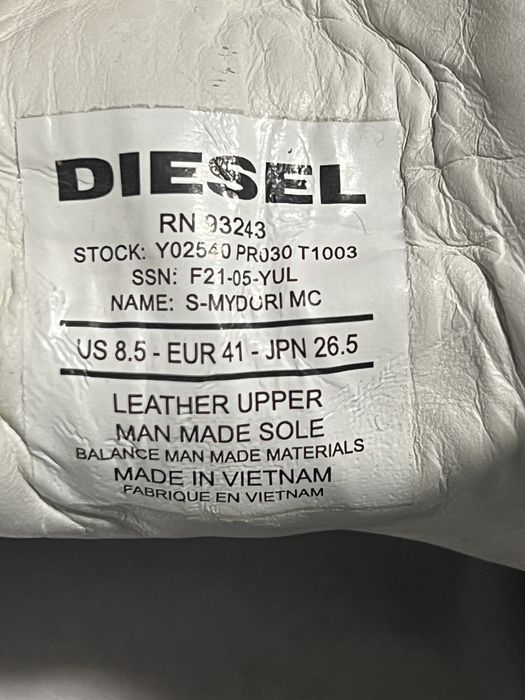 DIESEL
RN 93243
STOCK: Y02540 PR030 T1003
SSN: F21-05-YUL
NAME: S-MYDORI MC
US 8.5 - EUR 41 - JPN 26.5
LEATHER UPPER
MAN MADE SOLE
BALANCE MAN MADE MATERIALS
MADE IN VIETNAM
FABRIQUE EN VIETNAM